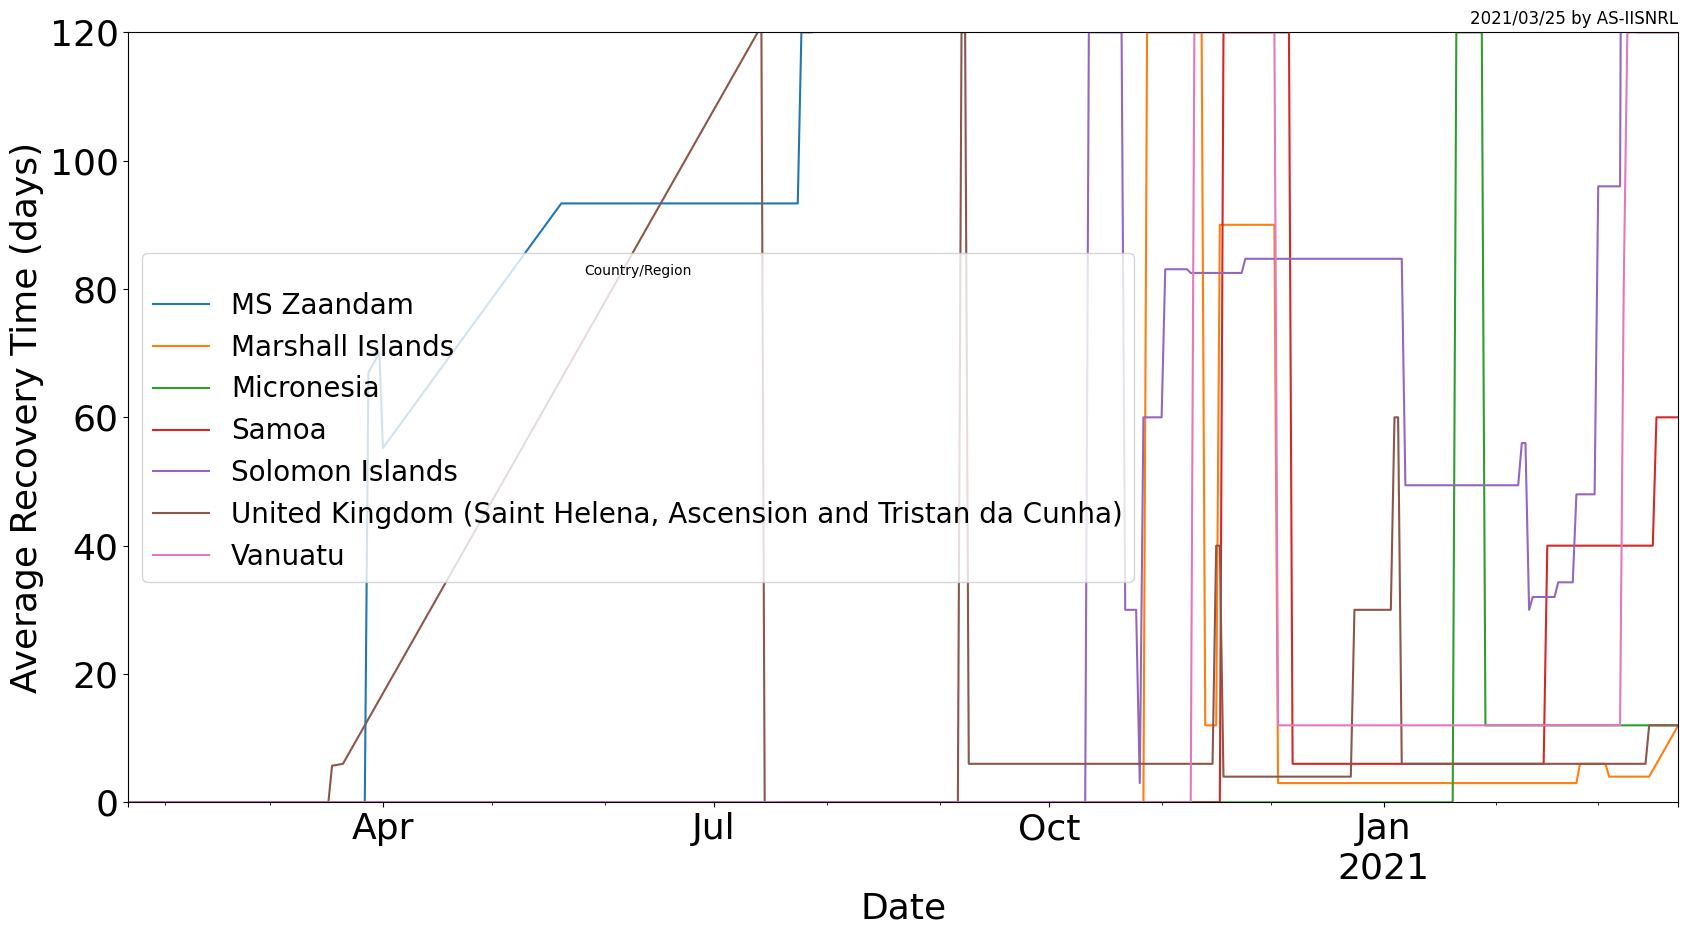 2021/03/25 by AS-IISNRL
120
100
80
60
40
20
0
Average Recovery Time (days)
Country/Region
MS Zaandam
Marshall Islands
Micronesia
Samoa
Solomon Islands
United Kingdom (Saint Helena, Ascension and Tristan da Cunha)
Vanuatu
Apr Jul Oct Jan
2021
Date